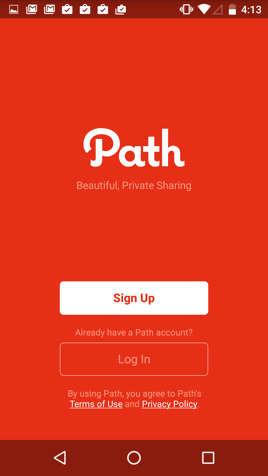 4:13
Path
Beautiful, Private Sharing
Sign Up
Already have a Path account?
Log In
By using Path, you agree to Path's
Terms of Use and Privacy Policy.